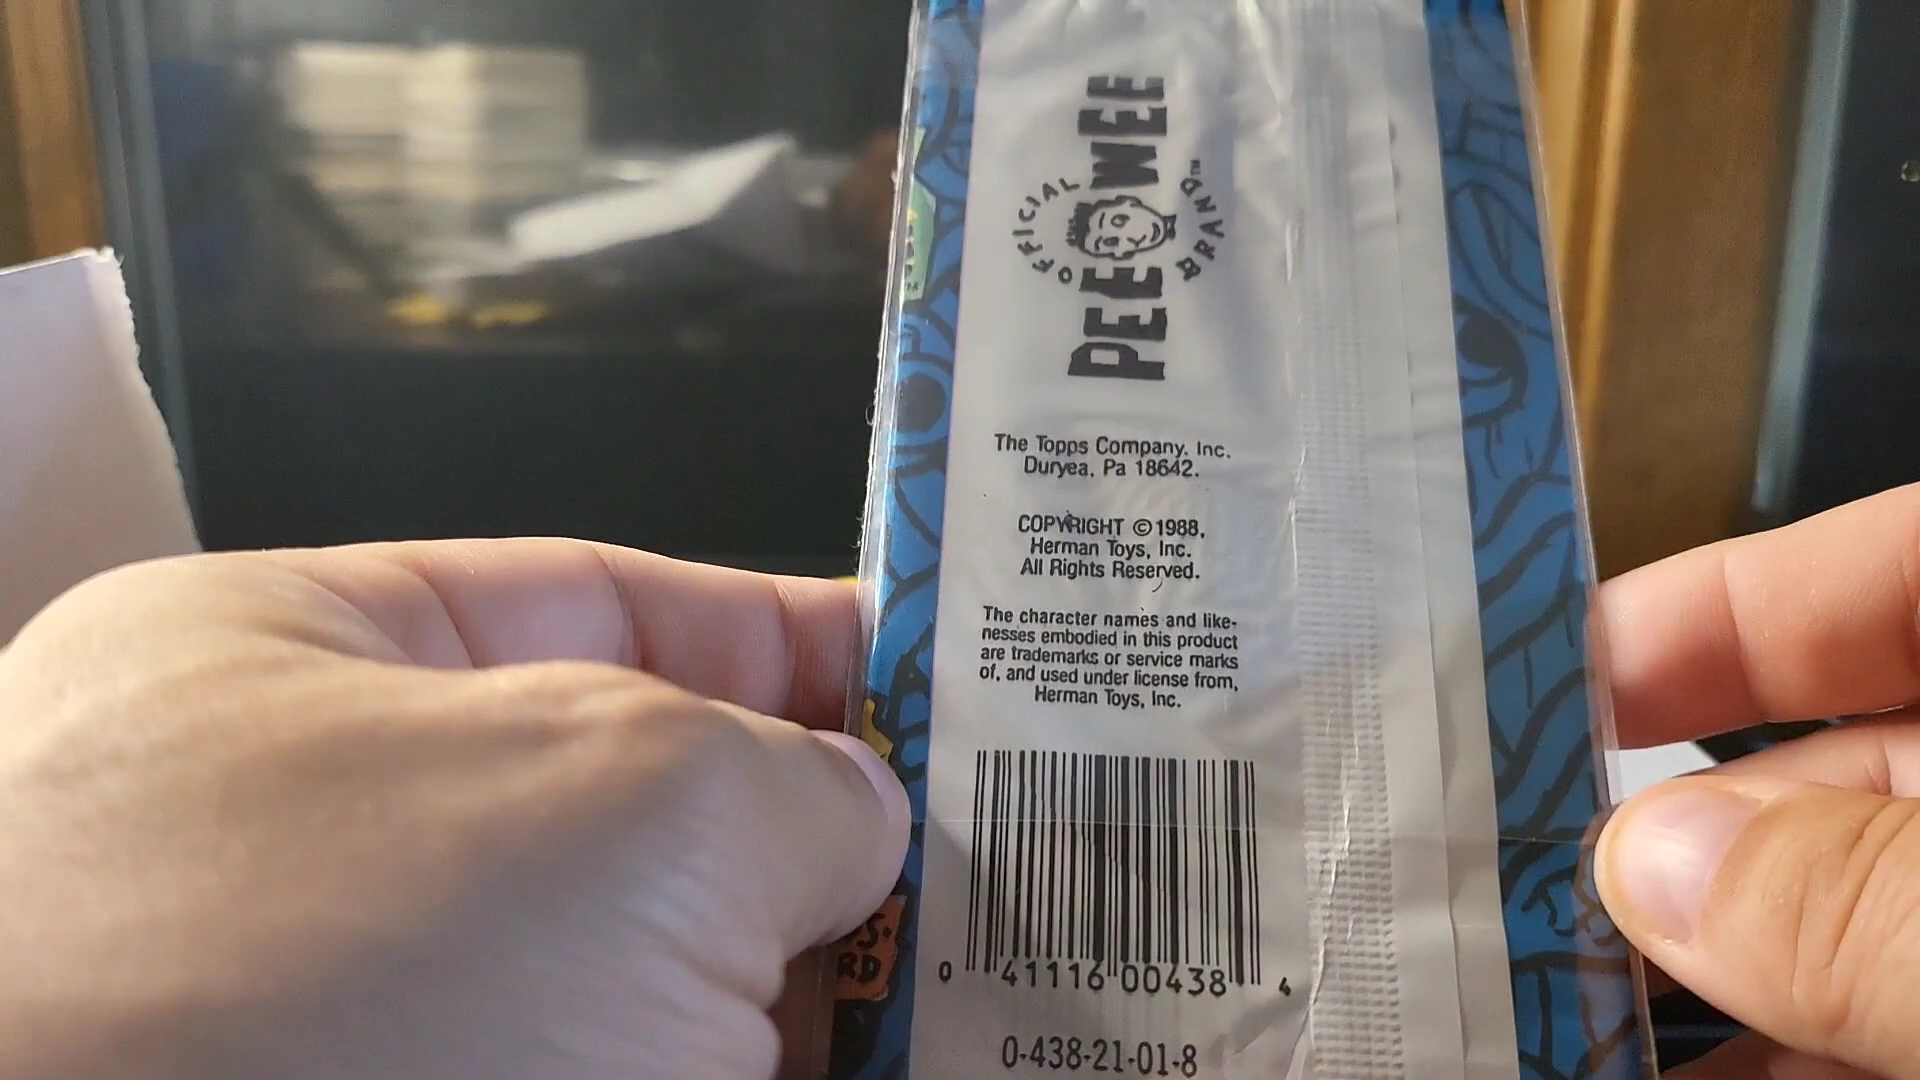 OFFICIAL
PEE WEE
BRAND™
The Topps Company, Inc.
Duryea, Pa 18642.
COPYRIGHT © 1988,
Herman Toys, Inc.
All Rights Reserved.
The character names and like-
nesses embodied in this product
are trademarks or service marks
of, and used under license from,
Herman Toys, Inc.
0 41116 00438 4
0-438-21-01-8
RD